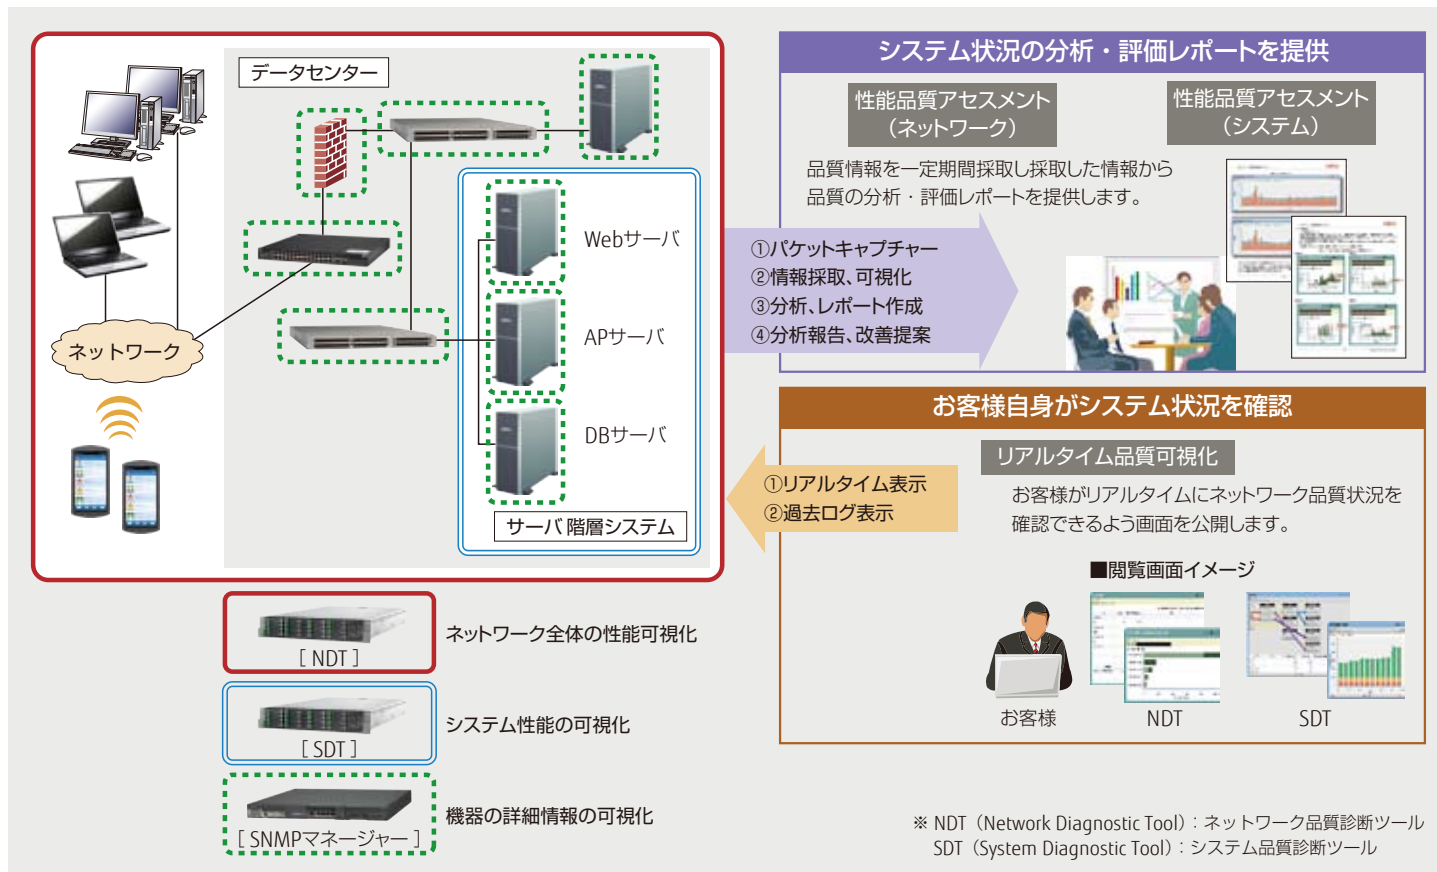 データセンター
Webサーバ
APサーバ
DBサーバ
サーバ階層システム
ネットワーク
[ NDT ]
ネットワーク全体の性能可視化
[ SDT ]
システム性能の可視化
[ SNMPマネージャー ]
機器の詳細情報の可視化
システム状況の分析・評価レポートを提供
性能品質アセスメント
（ネットワーク）
性能品質アセスメント
（システム）
品質情報を一定期間採取し採取した情報から
品質の分析・評価レポートを提供します。
①パケットキャプチャー
②情報採取、可視化
③分析、レポート作成
④分析報告、改善提案
お客様自身がシステム状況を確認
リアルタイム品質可視化
①リアルタイム表示
②過去ログ表示
お客様がリアルタイムにネットワーク品質状況を
確認できるよう画面を公開します。
■閲覧画面イメージ
お客様
NDT
SDT
※ NDT（Network Diagnostic Tool）：ネットワーク品質診断ツール
SDT（System Diagnostic Tool）：システム品質診断ツール